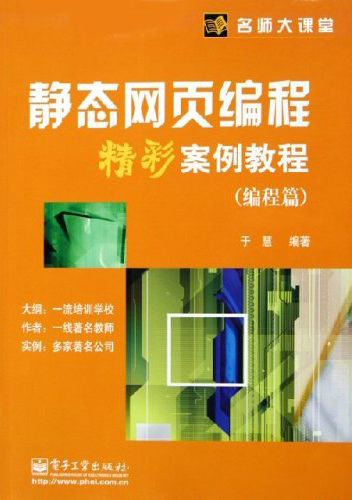 名师大课堂
静态网页编程
精彩案例教程
(编程篇)
于慧 编著
大纲：一流培训学校
作者：一线著名教师
实例：多家著名公司
电子工业出版社
http://www.phei.com.cn